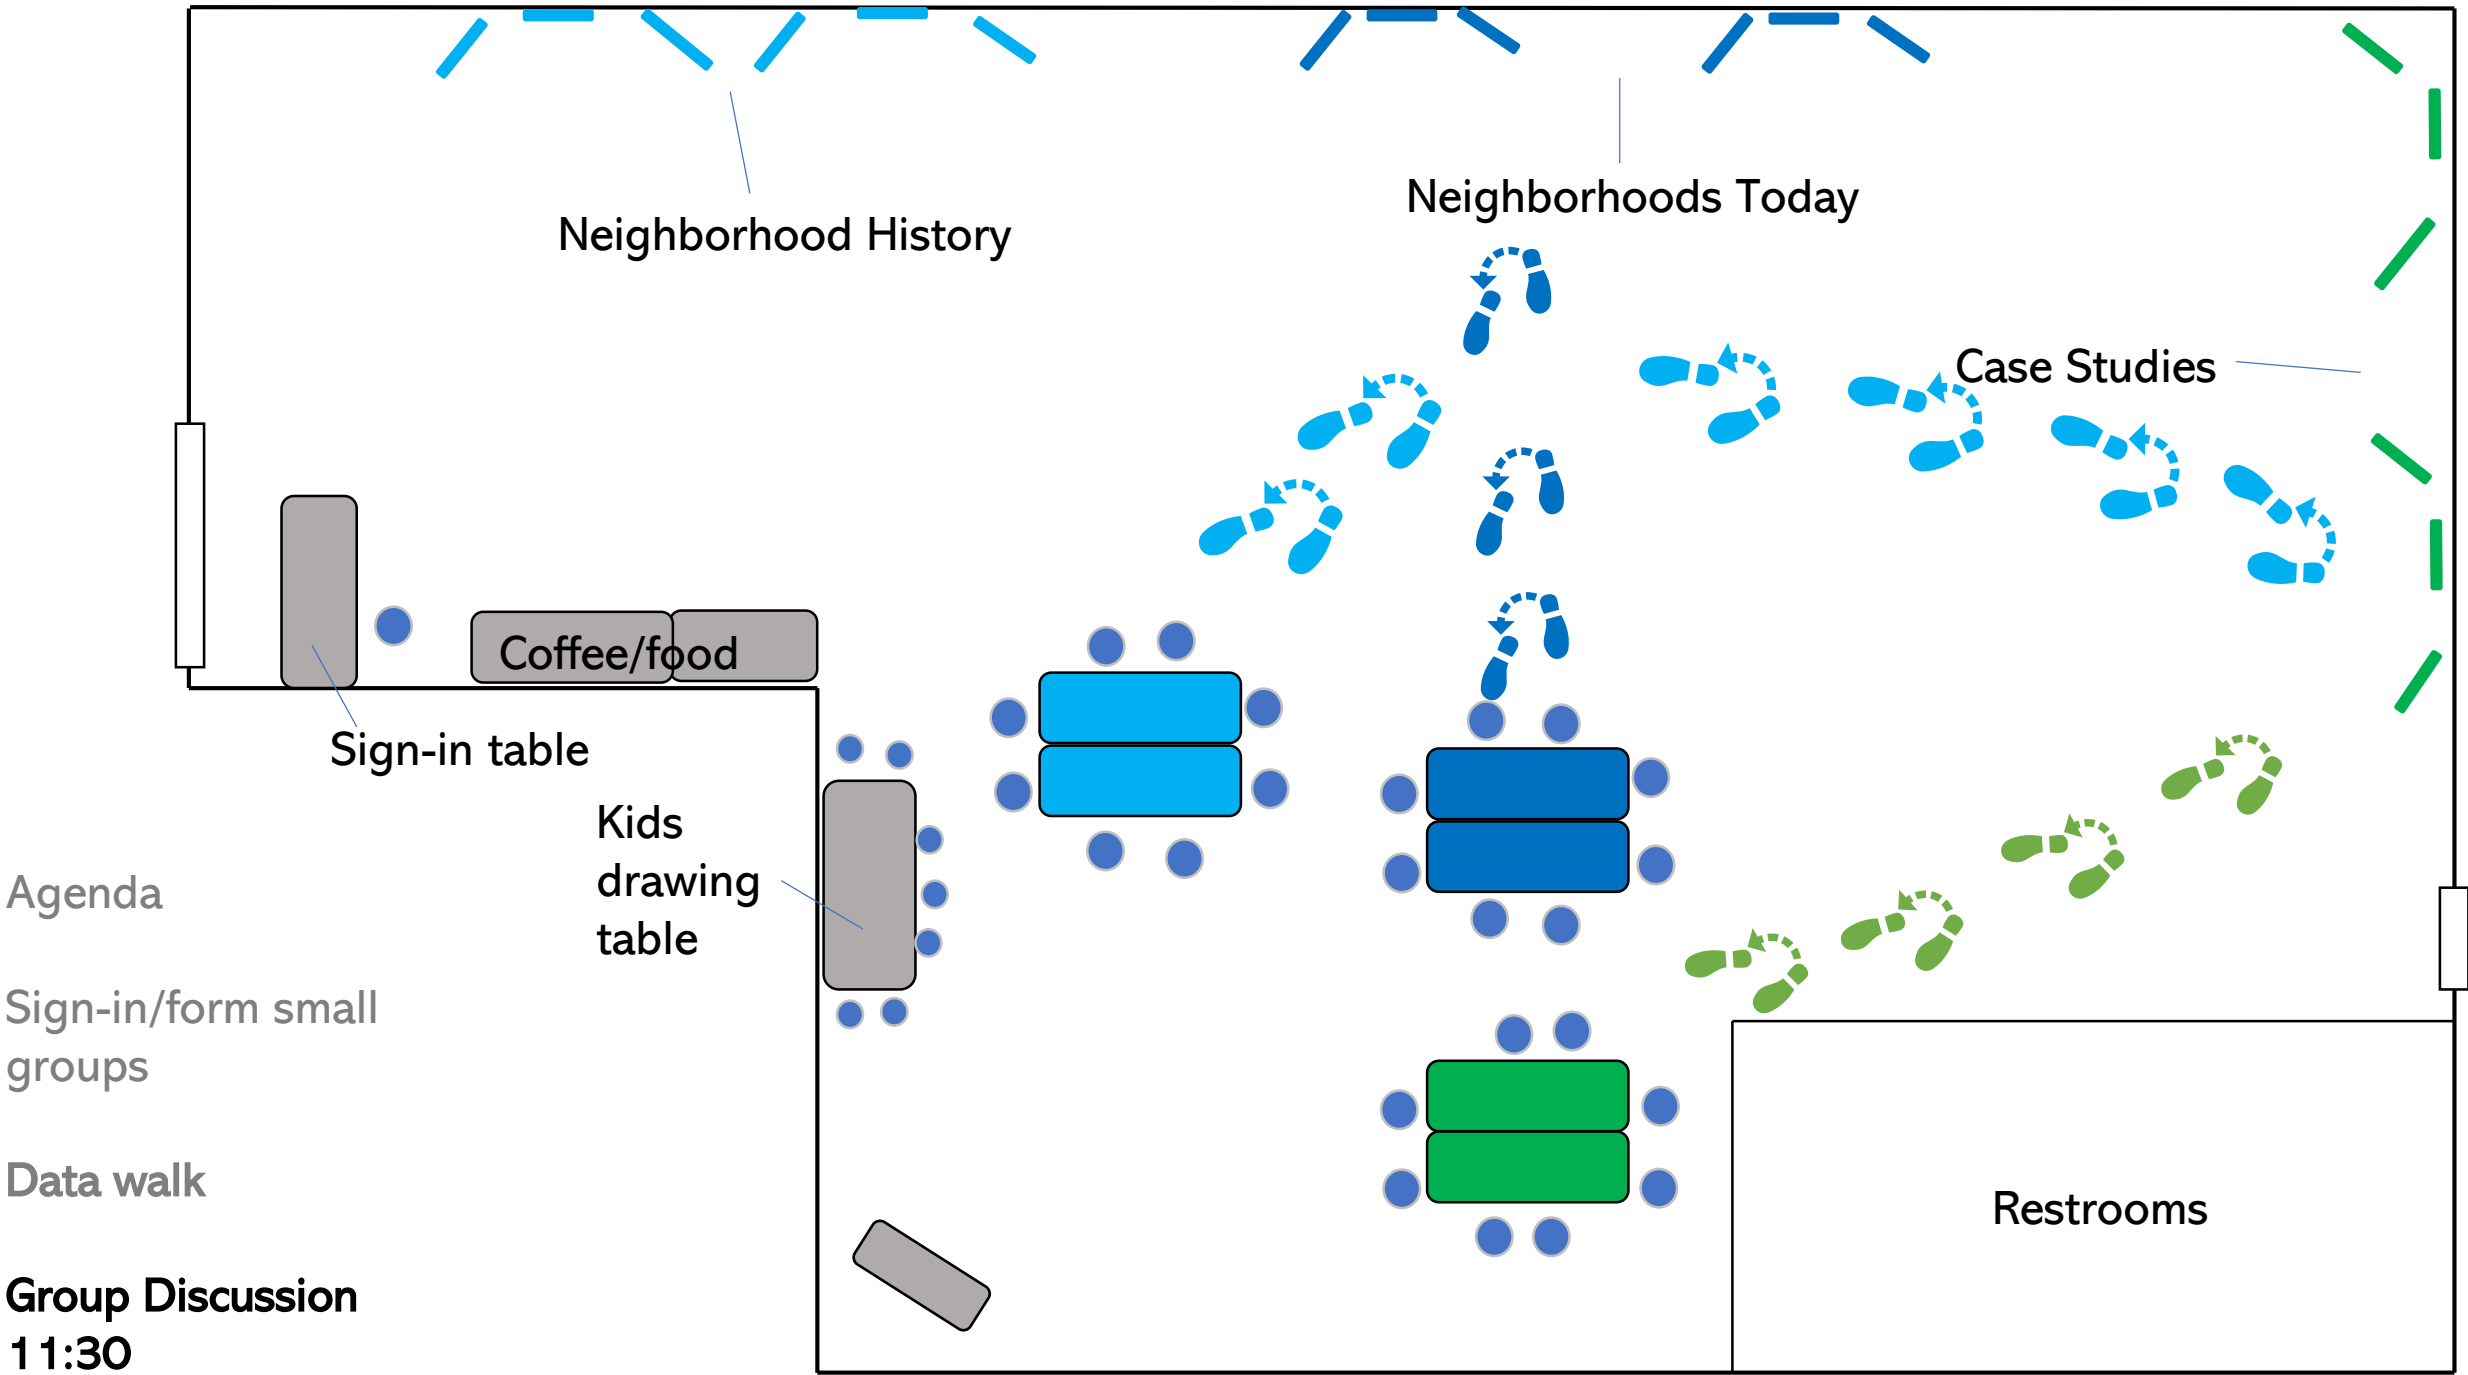 Neighborhoods Today
Neighborhood History
Case Studies
Coffee/food
Sign-in table
Kids
drawing
table
Agenda
Sign-in/form small
groups
Data walk
Restrooms
Group Discussion
11:30